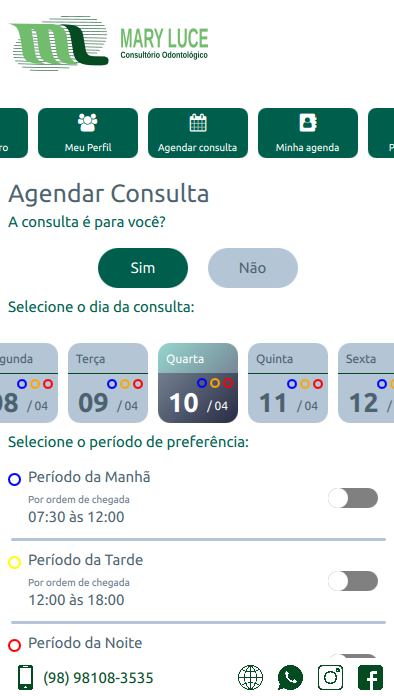 MARY LUCE
Consultório Odontológico
ro
Meu Perfil
Agendar consulta
Minha agenda
P
Agendar Consulta
A consulta é para você?
Sim
Não
Selecione o dia da consulta:
gunda
Terça
Quarta
Quinta
Sexta
08 / 04
09 / 04
10 / 04
11 / 04
12 /
Selecione o período de preferência:
Período da Manhã
Por ordem de chegada
07:30 às 12:00
Período da Tarde
Por ordem de chegada
12:00 às 18:00
Período da Noite
(98) 98108-3535